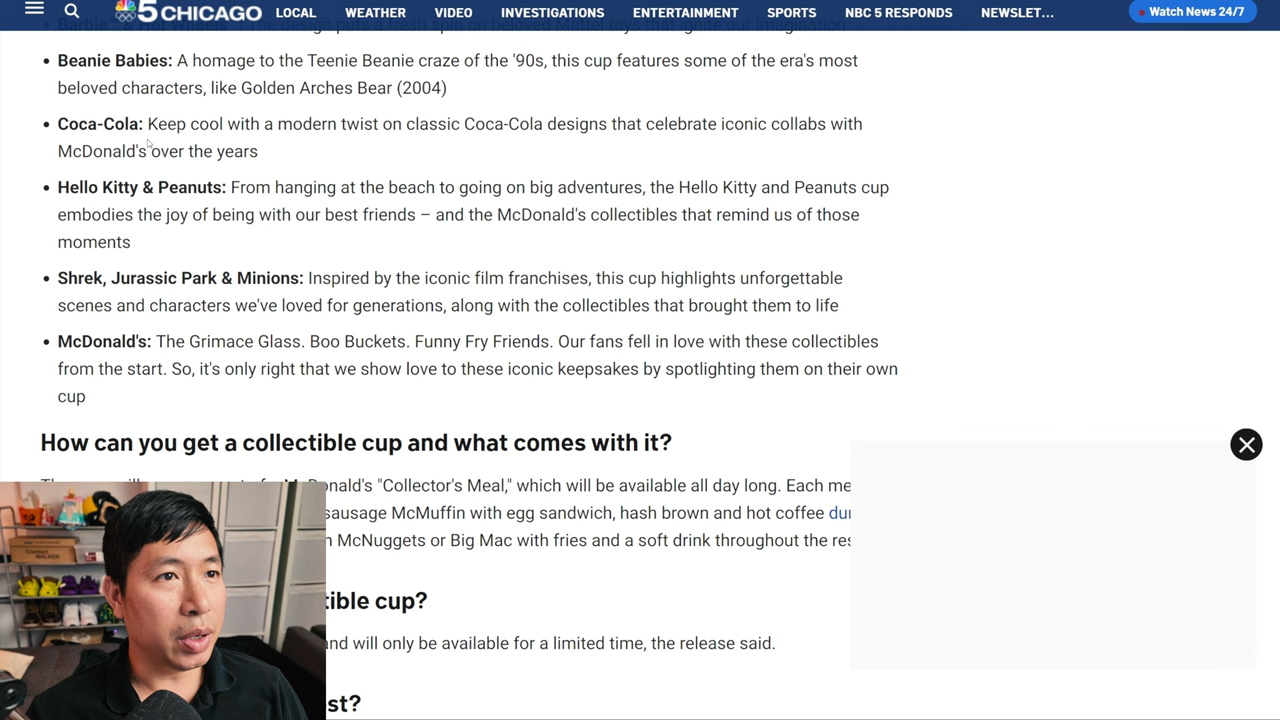 5 CHICAGO LOCAL WEATHER VIDEO INVESTIGATIONS ENTERTAINMENT SPORTS NBC 5 RESPONDS NEWSLET... Watch News 24/7
• Beanie Babies: A homage to the Teenie Beanie craze of the '90s, this cup features some of the era's most
beloved characters, like Golden Arches Bear (2004)
• Coca-Cola: Keep cool with a modern twist on classic Coca-Cola designs that celebrate iconic collabs with
McDonald's over the years
• Hello Kitty & Peanuts: From hanging at the beach to going on big adventures, the Hello Kitty and Peanuts cup
embodies the joy of being with our best friends – and the McDonald's collectibles that remind us of those
moments
• Shrek, Jurassic Park & Minions: Inspired by the iconic film franchises, this cup highlights unforgettable
scenes and characters we've loved for generations, along with the collectibles that brought them to life
• McDonald's: The Grimace Glass. Boo Buckets. Funny Fry Friends. Our fans fell in love with these collectibles
from the start. So, it's only right that we show love to these iconic keepsakes by spotlighting them on their own
cup
How can you get a collectible cup and what comes with it?
"Collector's Meal," which will be available all day long. Each
sausage McMuffin with egg sandwich, hash brown and hot coffee
McNuggets or Big Mac with fries and a soft drink throughout the
cup?
and will only be available for a limited time, the release said.